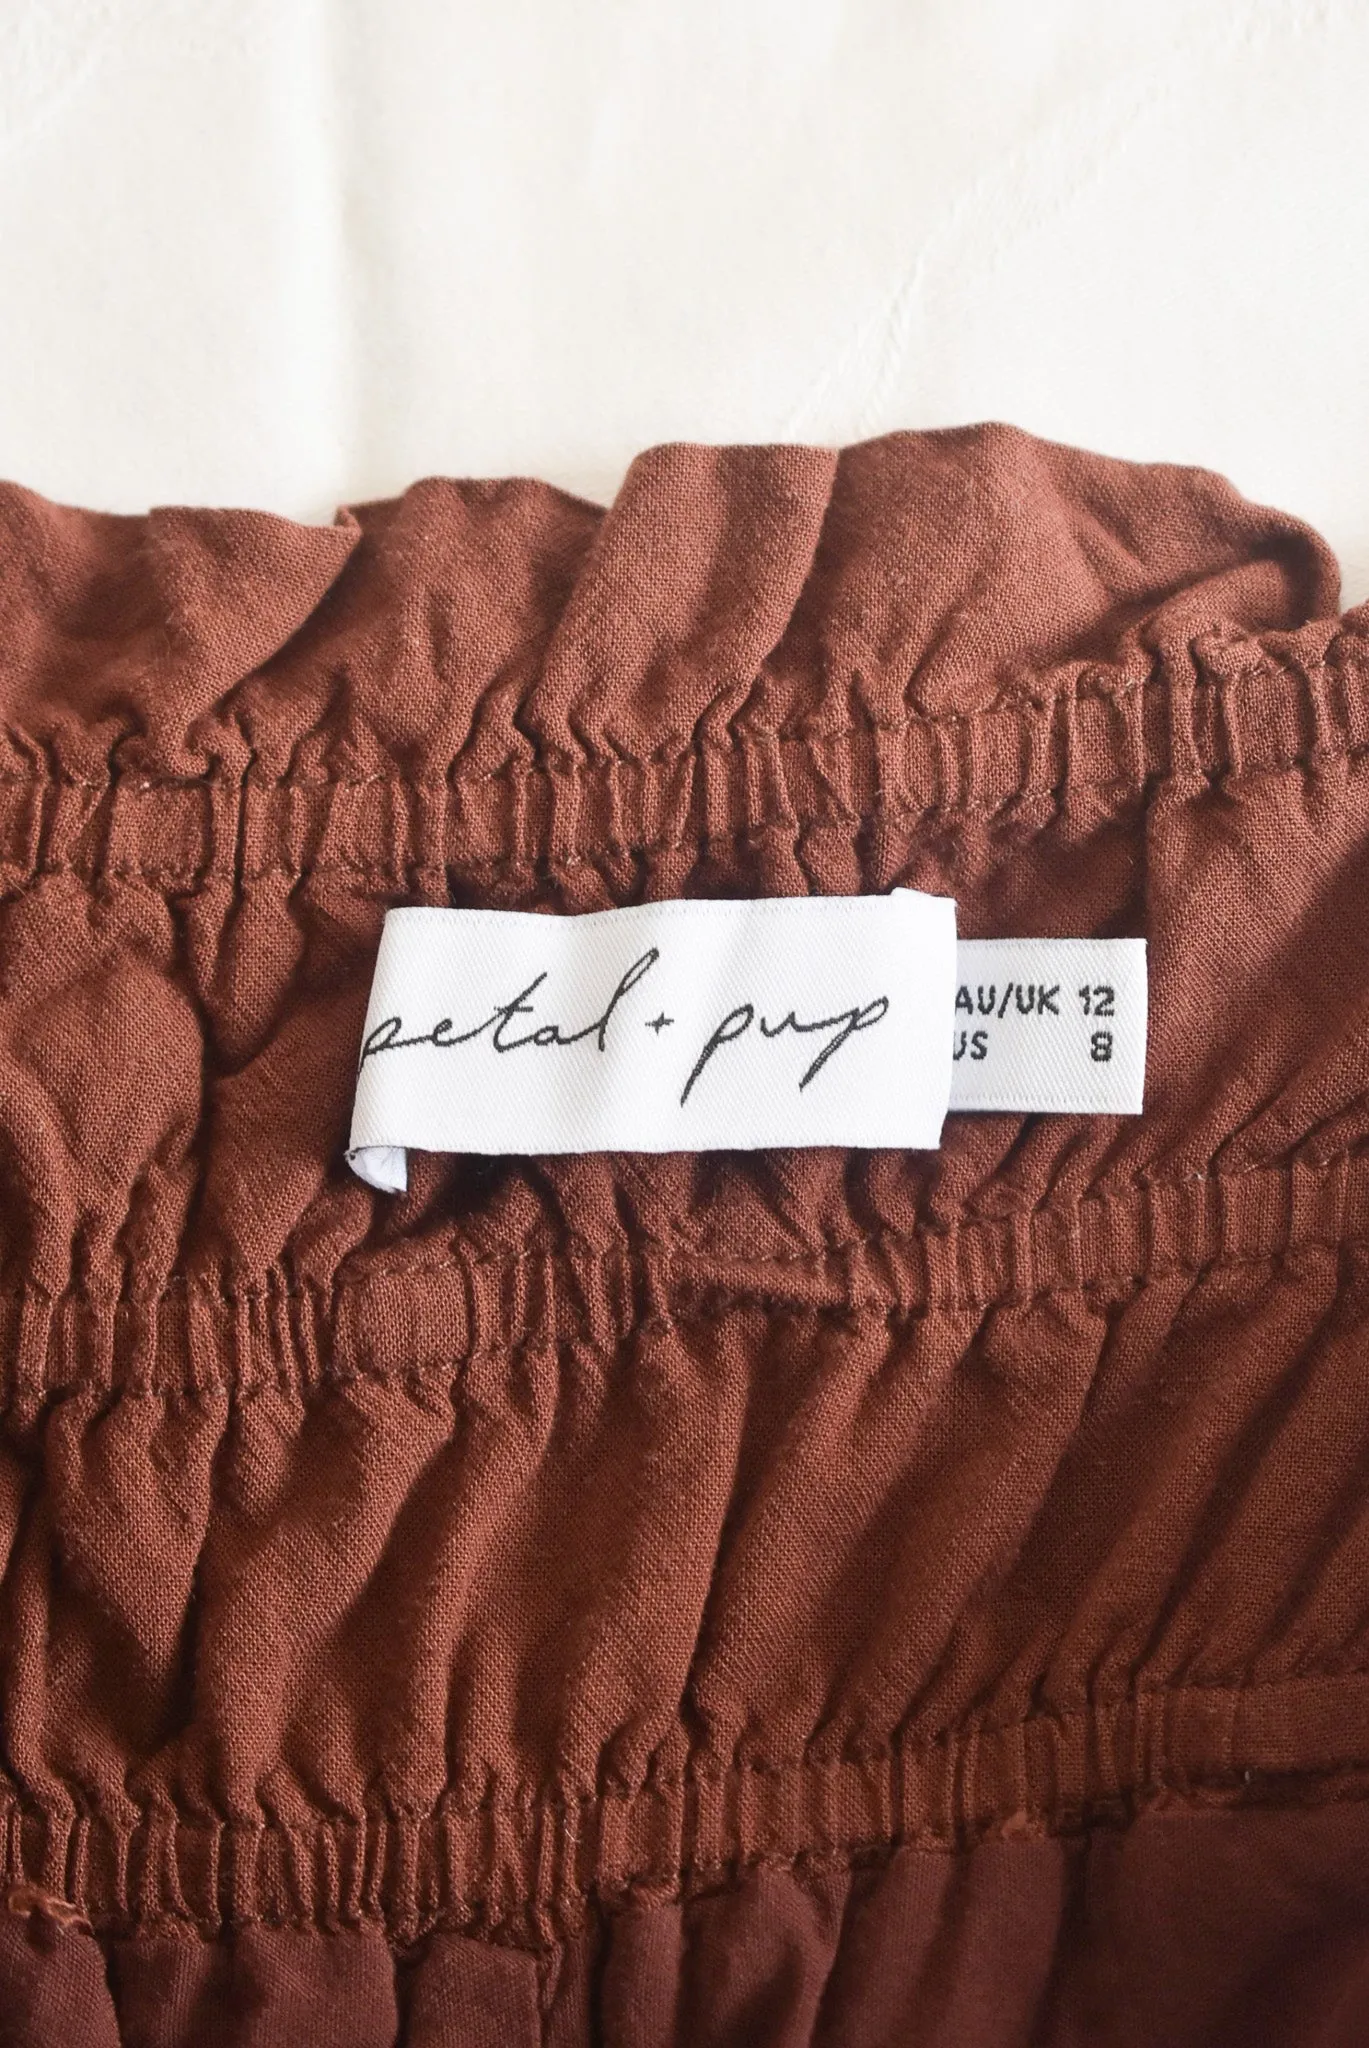 petal + pup
AU/UK 12
US 8